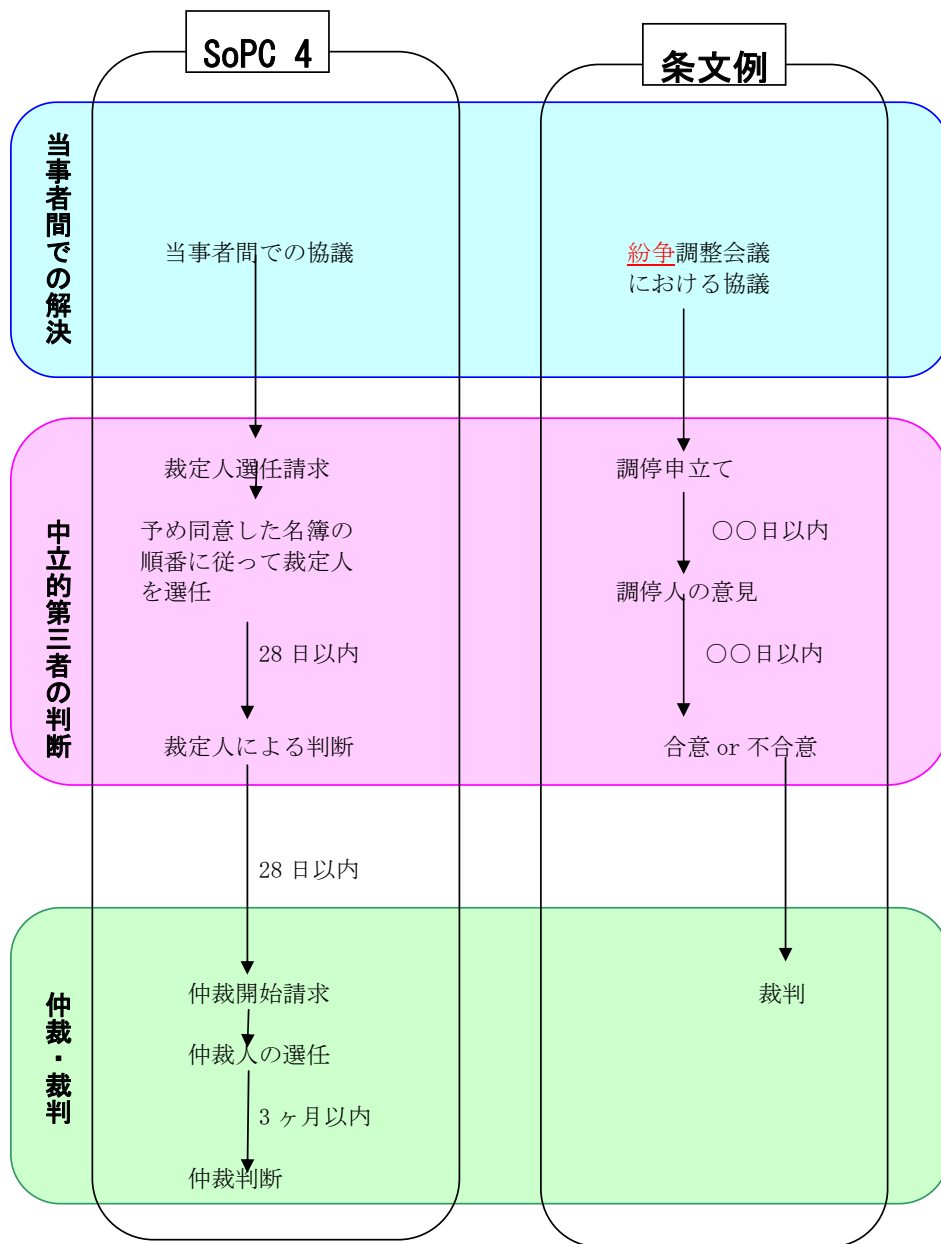 SoPC 4
条文例
当事者間での解決
当事者間での協議
紛争調整会議
における協議
中立的第三者の判断
裁定人選任請求
予め同意した名簿の
順番に従って裁定人
を選任
28 日以内
裁定人による判断
調停申立て
〇〇日以内
調停人の意見
〇〇日以内
合意 or 不合意
28 日以内
仲裁・裁判
仲裁開始請求
仲裁人の選任
3 ヶ月以内
仲裁判断
裁判